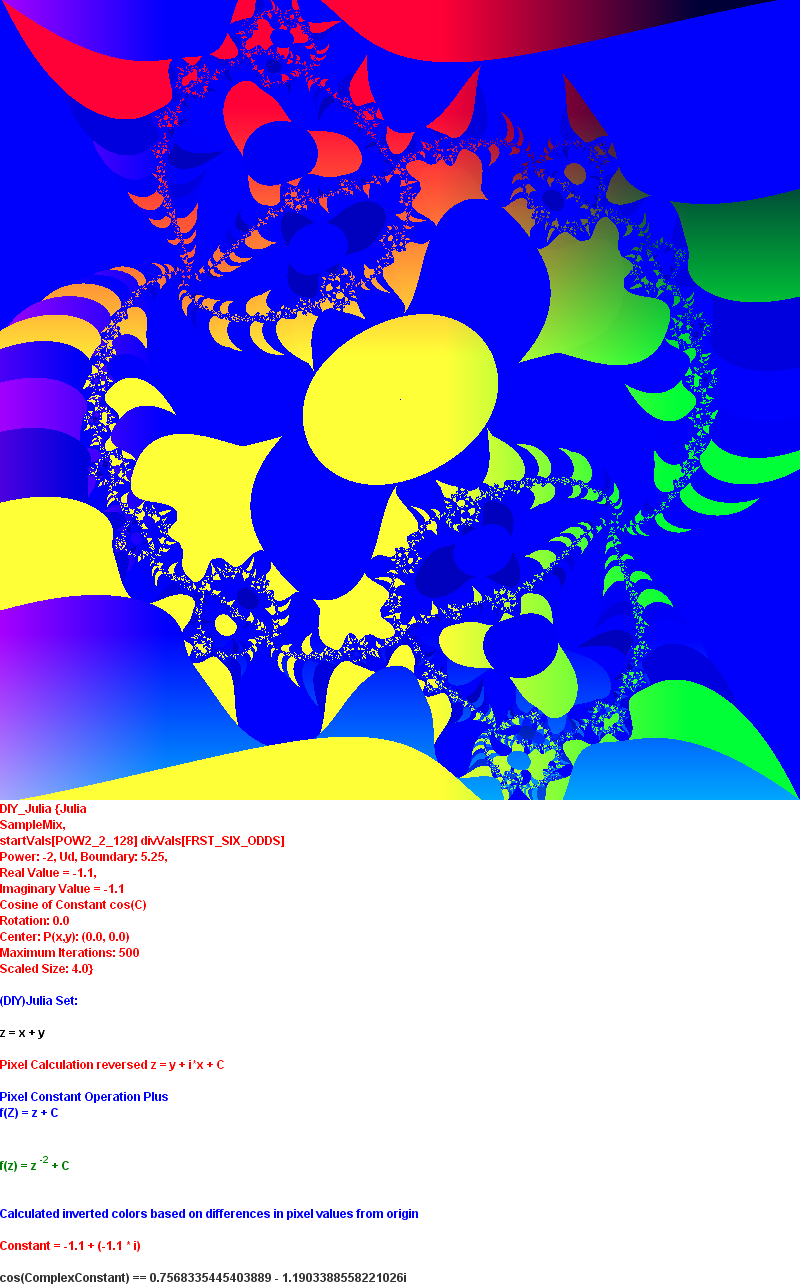 DIY_Julia {Julia
SampleMix,
startVals[POW2_2_128] divVals[FRST_SIX_ODDS]
Power: -2, Ud, Boundary: 5.25,
Real Value = -1.1,
Imaginary Value = -1.1
Cosine of Constant cos(C)
Rotation: 0.0
Center: P(x,y): (0.0, 0.0)
Maximum Iterations: 500
Scaled Size: 4.0}
(DIY)Julia Set:
z = x + y
Pixel Calculation reversed z = y + i*x + C
Pixel Constant Operation Plus
f(Z) = z + C
f(z) = z -2 + C
Calculated inverted colors based on differences in pixel values from origin
Constant = -1.1 + (-1.1 * i)
cos(ComplexConstant) == 0.7568335445403889 - 1.1903388558221026i